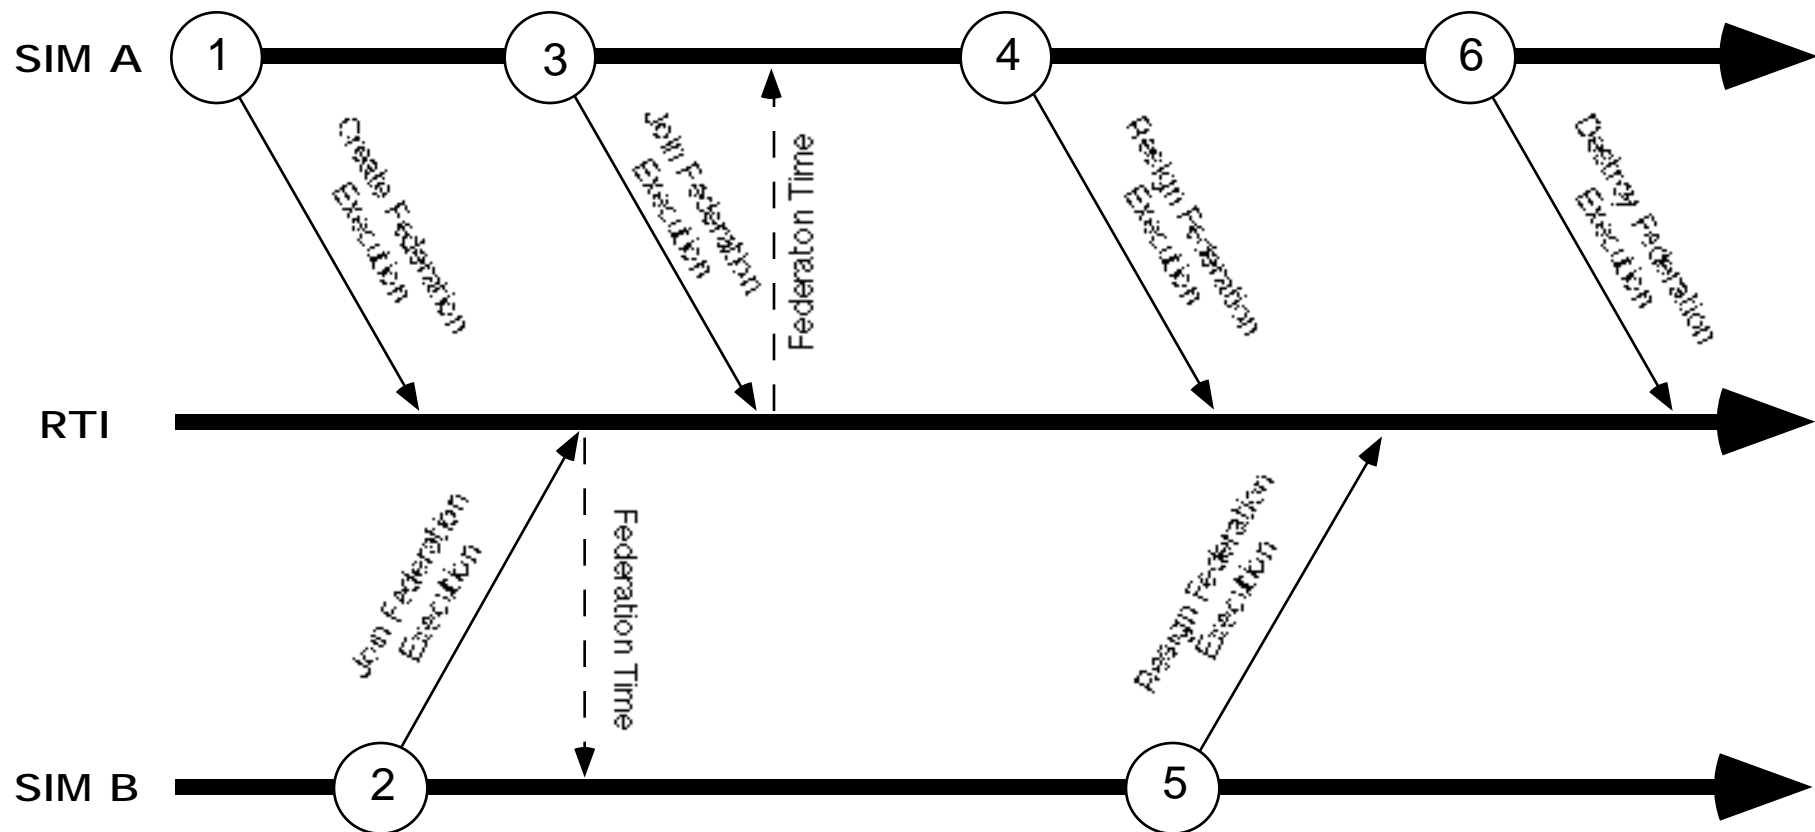 SIM A
1
3
4
6
Create Federation
Execution
Join Federation
Execution
Federaton Time
Resign Federation
Execution
Destroy Federation
Execution
RTI
Join Federation
Execution
Federation Time
Resign Federation
Execution
SIM B
2
5